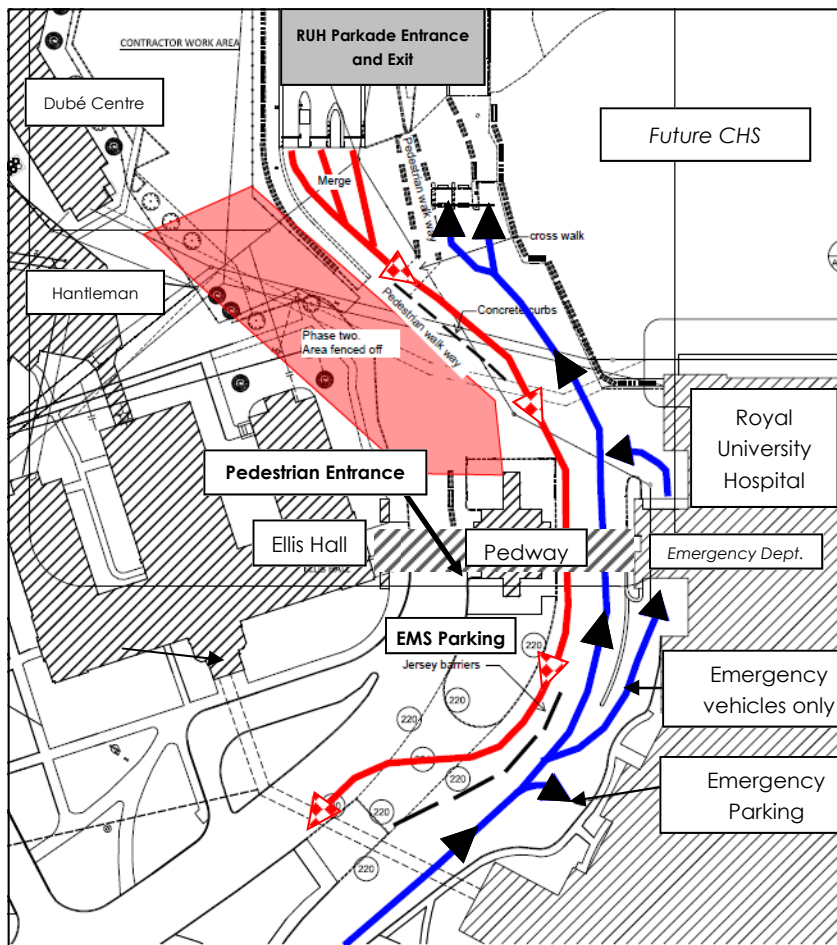 RUH Parkade Entrance
and Exit
CONTRACTOR WORK AREA
Dubé Centre
Future CHS
Merge
Pedestrian walk way
cross walk
Hantleman
Pedestrian walk way
Concrete curbs
Phase two.
Area fenced off
Royal
University
Hospital
Pedestrian Entrance
Ellis Hall
Pedway
Emergency Dept.
EMS Parking
Jersey barriers
220
220
220
220
220
220
220
220
Emergency
vehicles only
Emergency
Parking